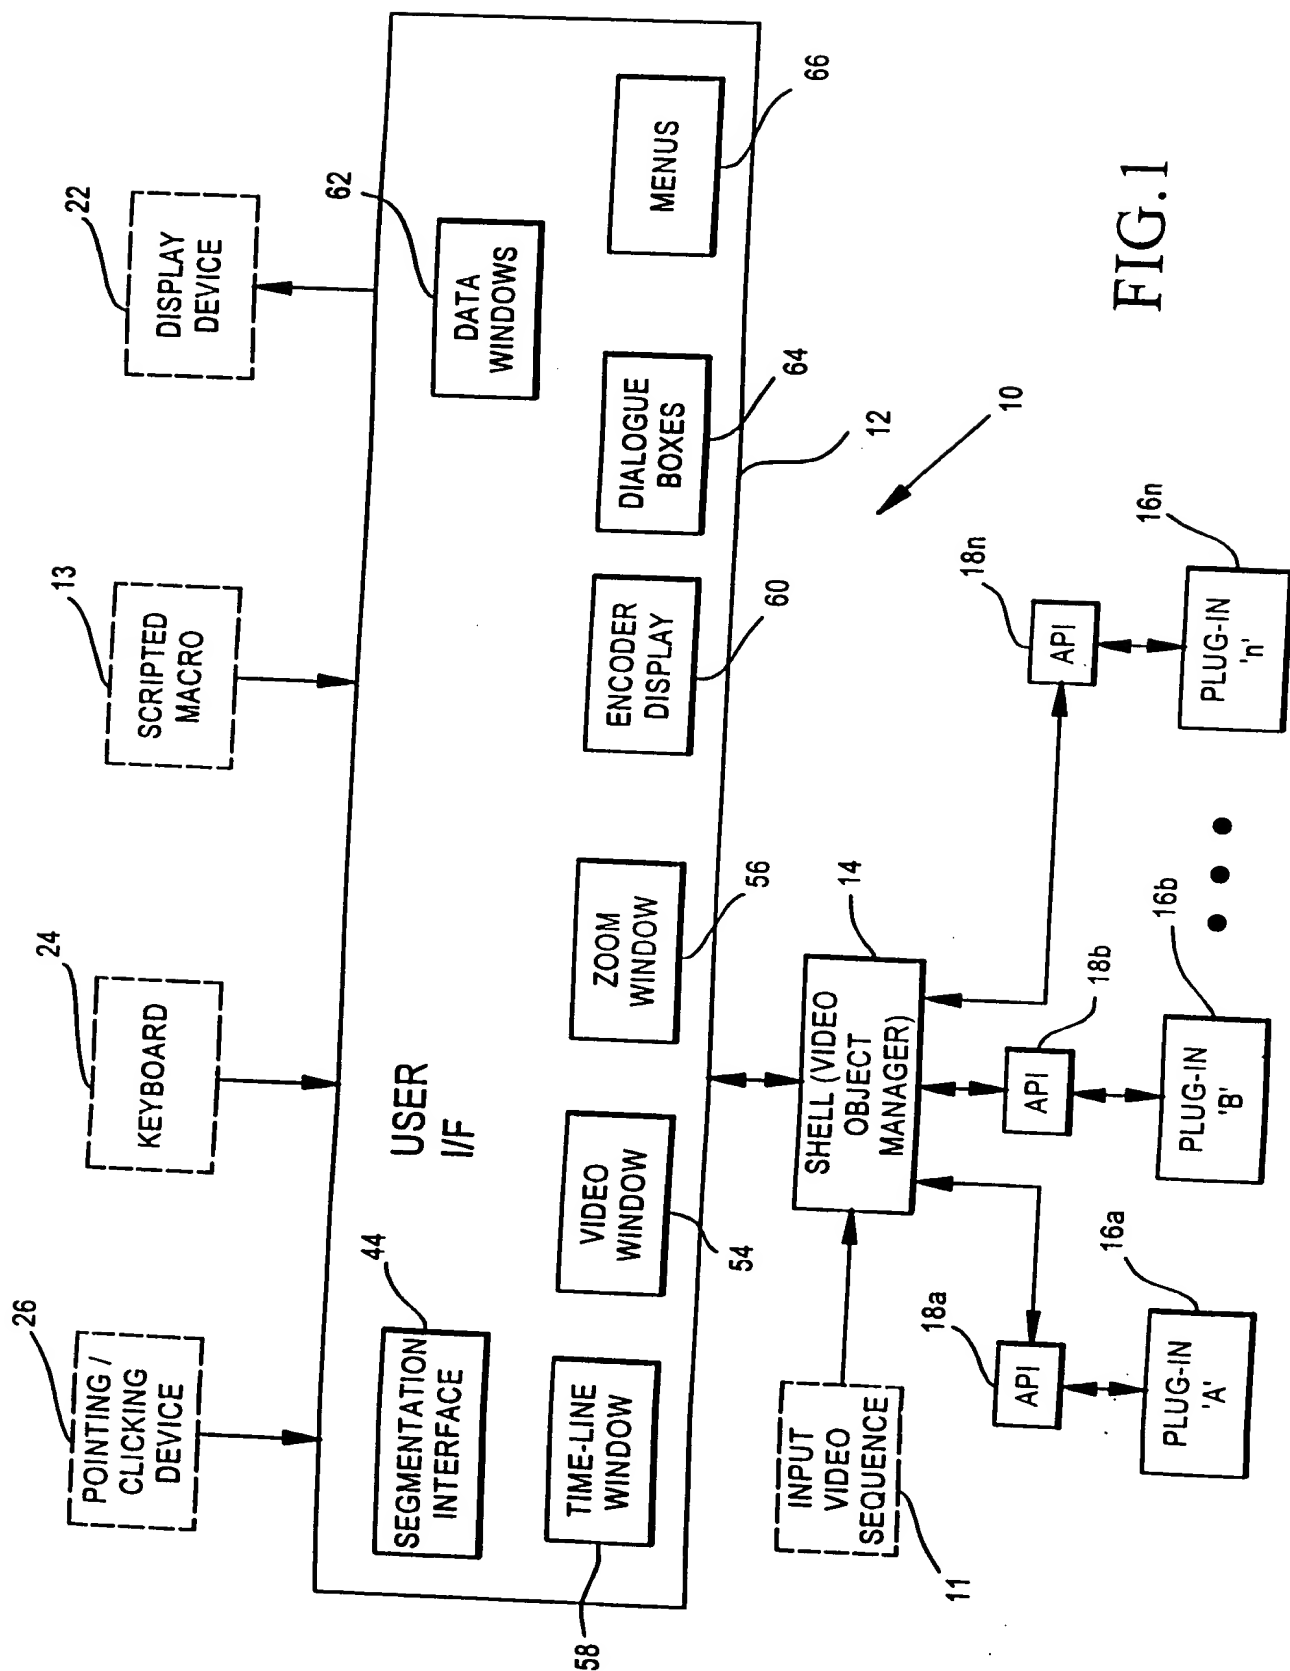 26
POINTING /
CLICKING
DEVICE
24
KEYBOARD
13
SCRIPTED
MACRO
22
DISPLAY
DEVICE
44
SEGMENTATION
INTERFACE
USER
I/F
62
DATA
WINDOWS
TIME-LINE
WINDOW
58
VIDEO
WINDOW
54
ZOOM
WINDOW
56
ENCODER
DISPLAY
60
DIALOGUE
BOXES
64
MENUS
66
12
INPUT
VIDEO
SEQUENCE
11
SHELL (VIDEO
OBJECT
MANAGER)
14
10
18a
API
18b
API
18n
API
16a
PLUG-IN
'A'
16b
PLUG-IN
'B'
16n
PLUG-IN
'n'
FIG.1